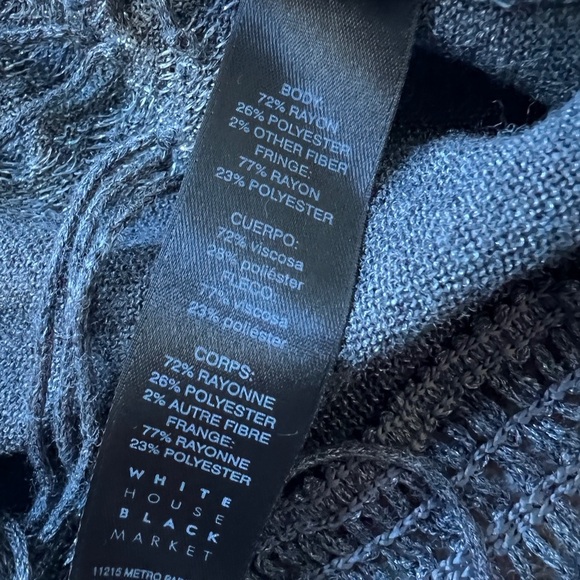 BODY:
72% RAYON
26% POLYESTER
2% OTHER FIBER
FRINGE:
77% RAYON
23% POLYESTER
CUERPO:
72% viscosa
28% poliéster
FLECO:
77% viscosa
23% poliéster
CORPS:
72% RAYONNE
26% POLYESTER
2% AUTRE FIBRE
FRANGE:
77% RAYONNE
23% POLYESTER
WHITE
HOUSE
BLACK
MARKET
11215 METRO